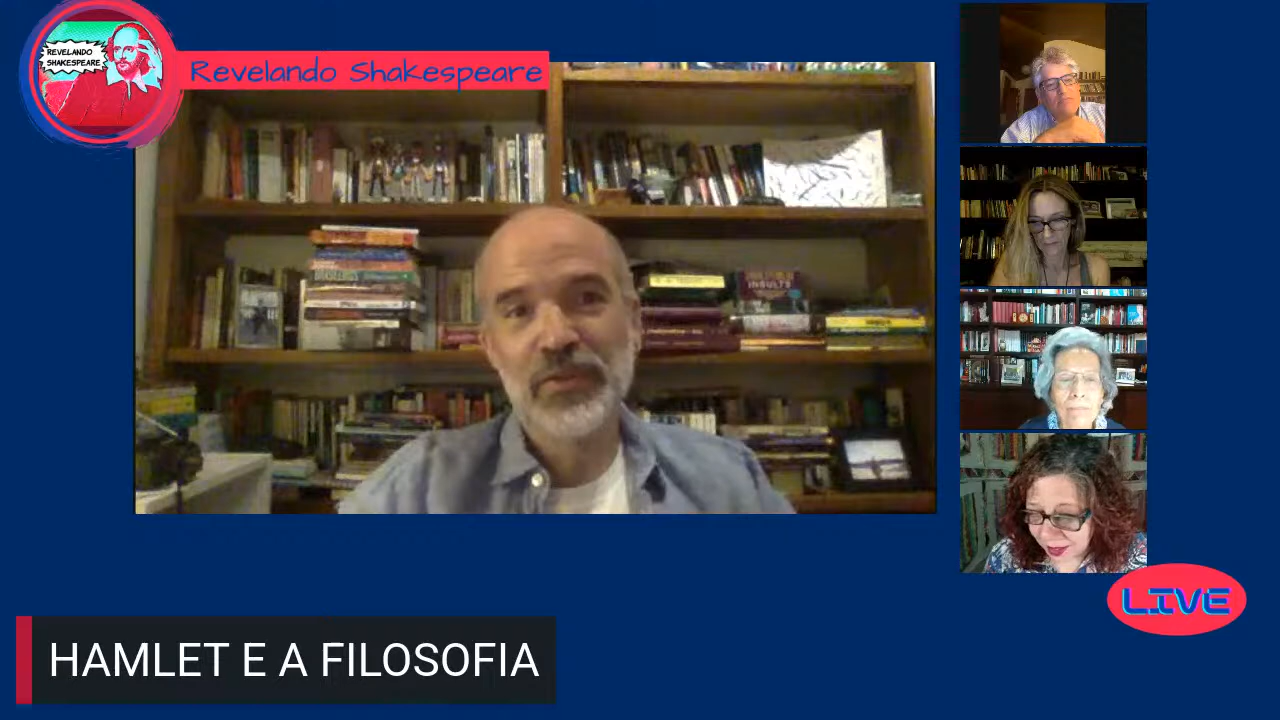 REVELANDO
SHAKESPEARE
Revelando Shakespeare
INSULTS
LIVE
HAMLET E A FILOSOFIA